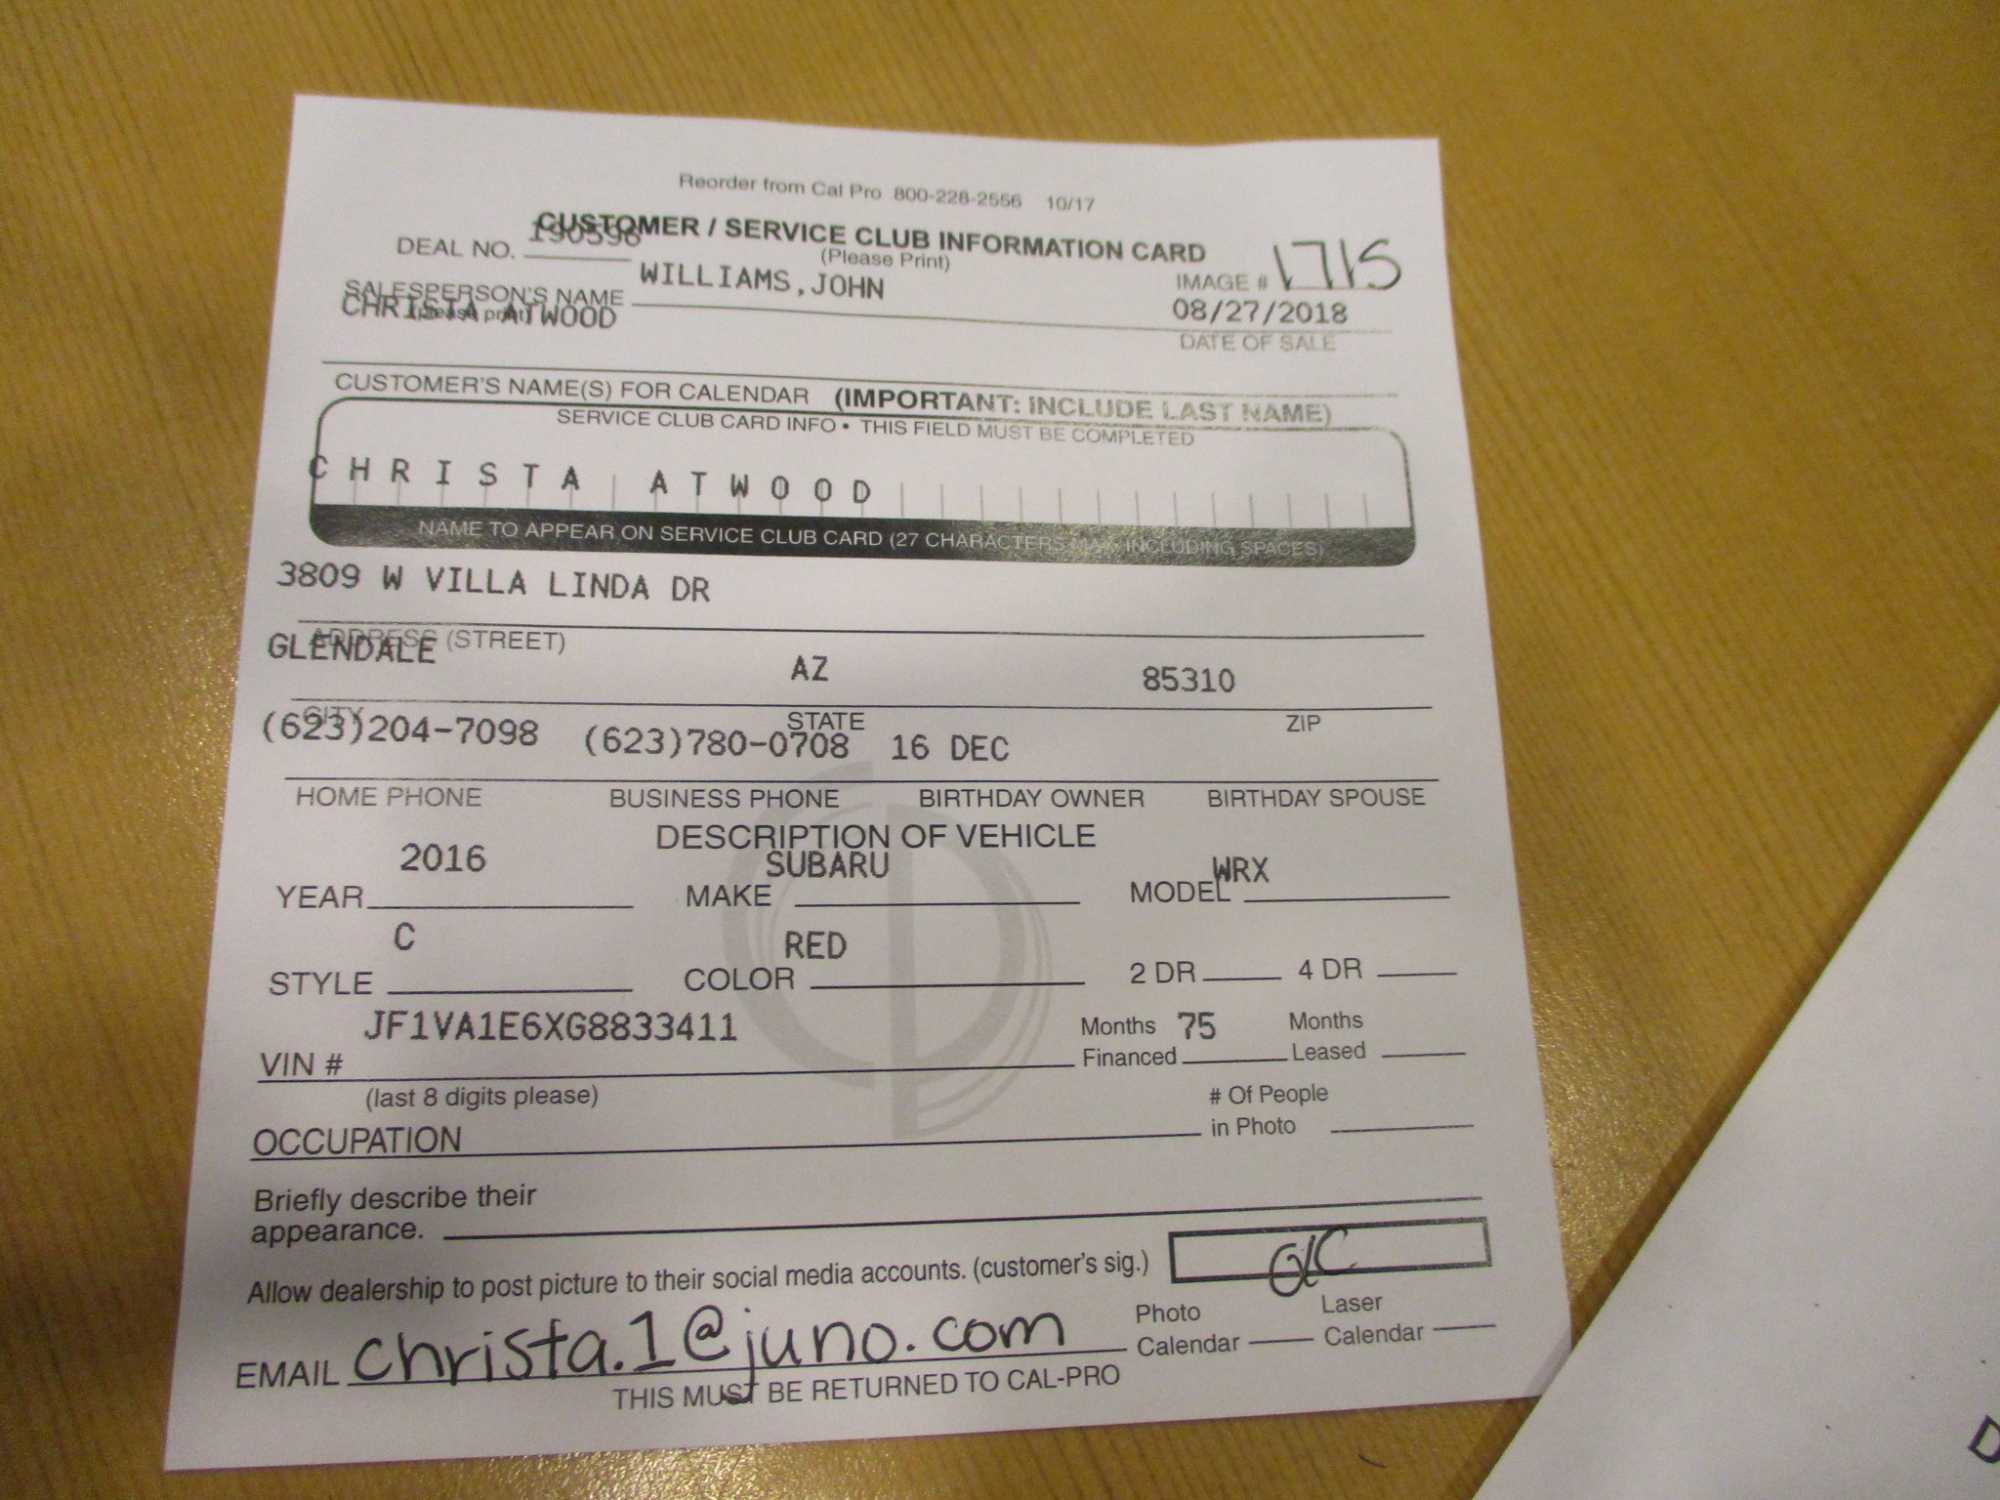 Reorder from Cal Pro 800-228-2556 10/17
CUSTOMER / SERVICE CLUB INFORMATION CARD
DEAL NO. 190596
(Please Print)
IMAGE # 1715
SALESPERSON'S NAME WILLIAMS,JOHN
(please print)
08/27/2018
CHRISTA ATWOOD
DATE OF SALE
CUSTOMER'S NAME(S) FOR CALENDAR (IMPORTANT: INCLUDE LAST NAME)
SERVICE CLUB CARD INFO • THIS FIELD MUST BE COMPLETED
CHRISTA ATWOOD
NAME TO APPEAR ON SERVICE CLUB CARD (27 CHARACTERS MAX INCLUDING SPACES)
3809 W VILLA LINDA DR
ADDRESS (STREET)
GLENDALE AZ 85310
CITY STATE ZIP
(623)204-7098 (623)780-0708 16 DEC
HOME PHONE BUSINESS PHONE BIRTHDAY OWNER BIRTHDAY SPOUSE
DESCRIPTION OF VEHICLE
2016 SUBARU WRX
YEAR MAKE MODEL
C RED
STYLE COLOR 2 DR 4 DR
JF1VA1E6XG8833411 Months 75 Months
VIN # Financed Leased
(last 8 digits please) # Of People
OCCUPATION in Photo
Briefly describe their
appearance.
Allow dealership to post picture to their social media accounts. (customer's sig.)
Photo Laser
EMAIL christa.1@juno.com Calendar Calendar
THIS MUST BE RETURNED TO CAL-PRO
D